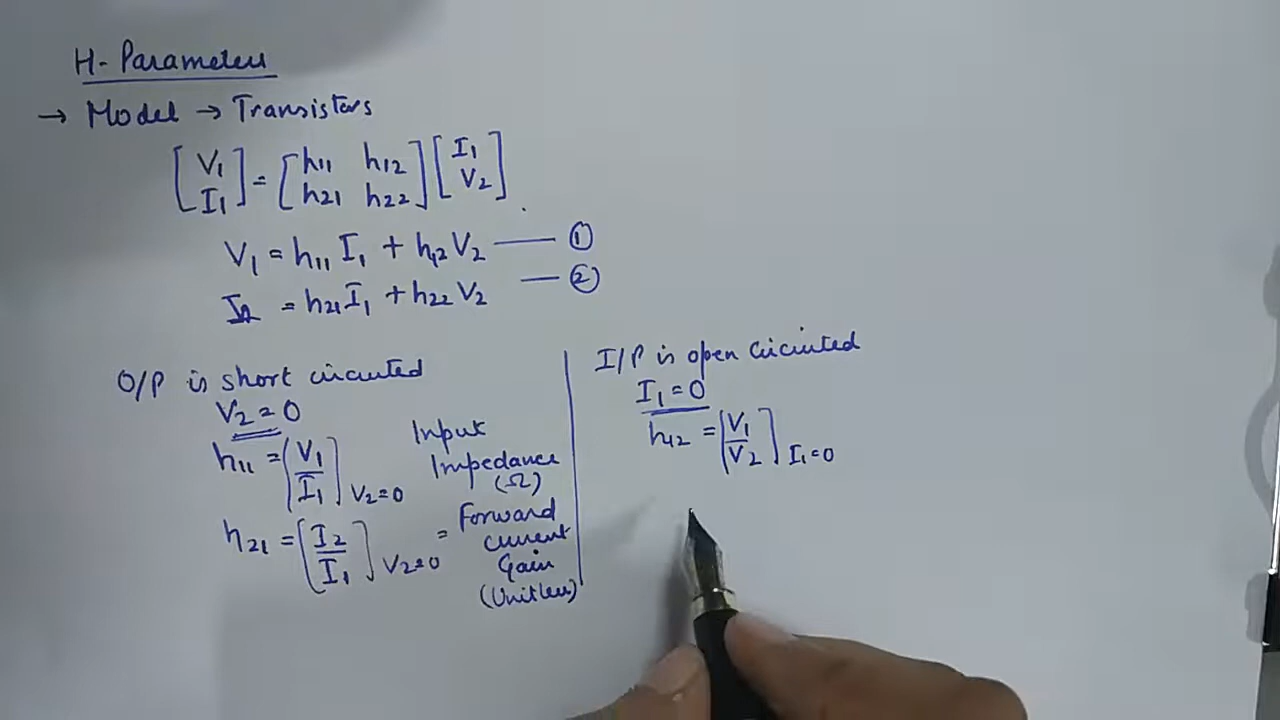 H- Parameters
→ Model → Transistors
[V₁ I₁] = [h₁₁ h₁₂ h₂₁ h₂₂] [I₁ V₂]
V₁ = h₁₁ I₁ + h₁₂ V₂ —— ①
I₂ = h₂₁ I₁ + h₂₂ V₂ — ②
O/P is short circuited
V₂ = 0
h₁₁ = [V₁/I₁] V₂=0 Input
Impedance
(Ω)
h₂₁ = [I₂/I₁] V₂=0 = Forward
current
Gain
(Unitless)
I/P is open circuited
I₁ = 0
h₁₂ = [V₁/V₂] I₁=0